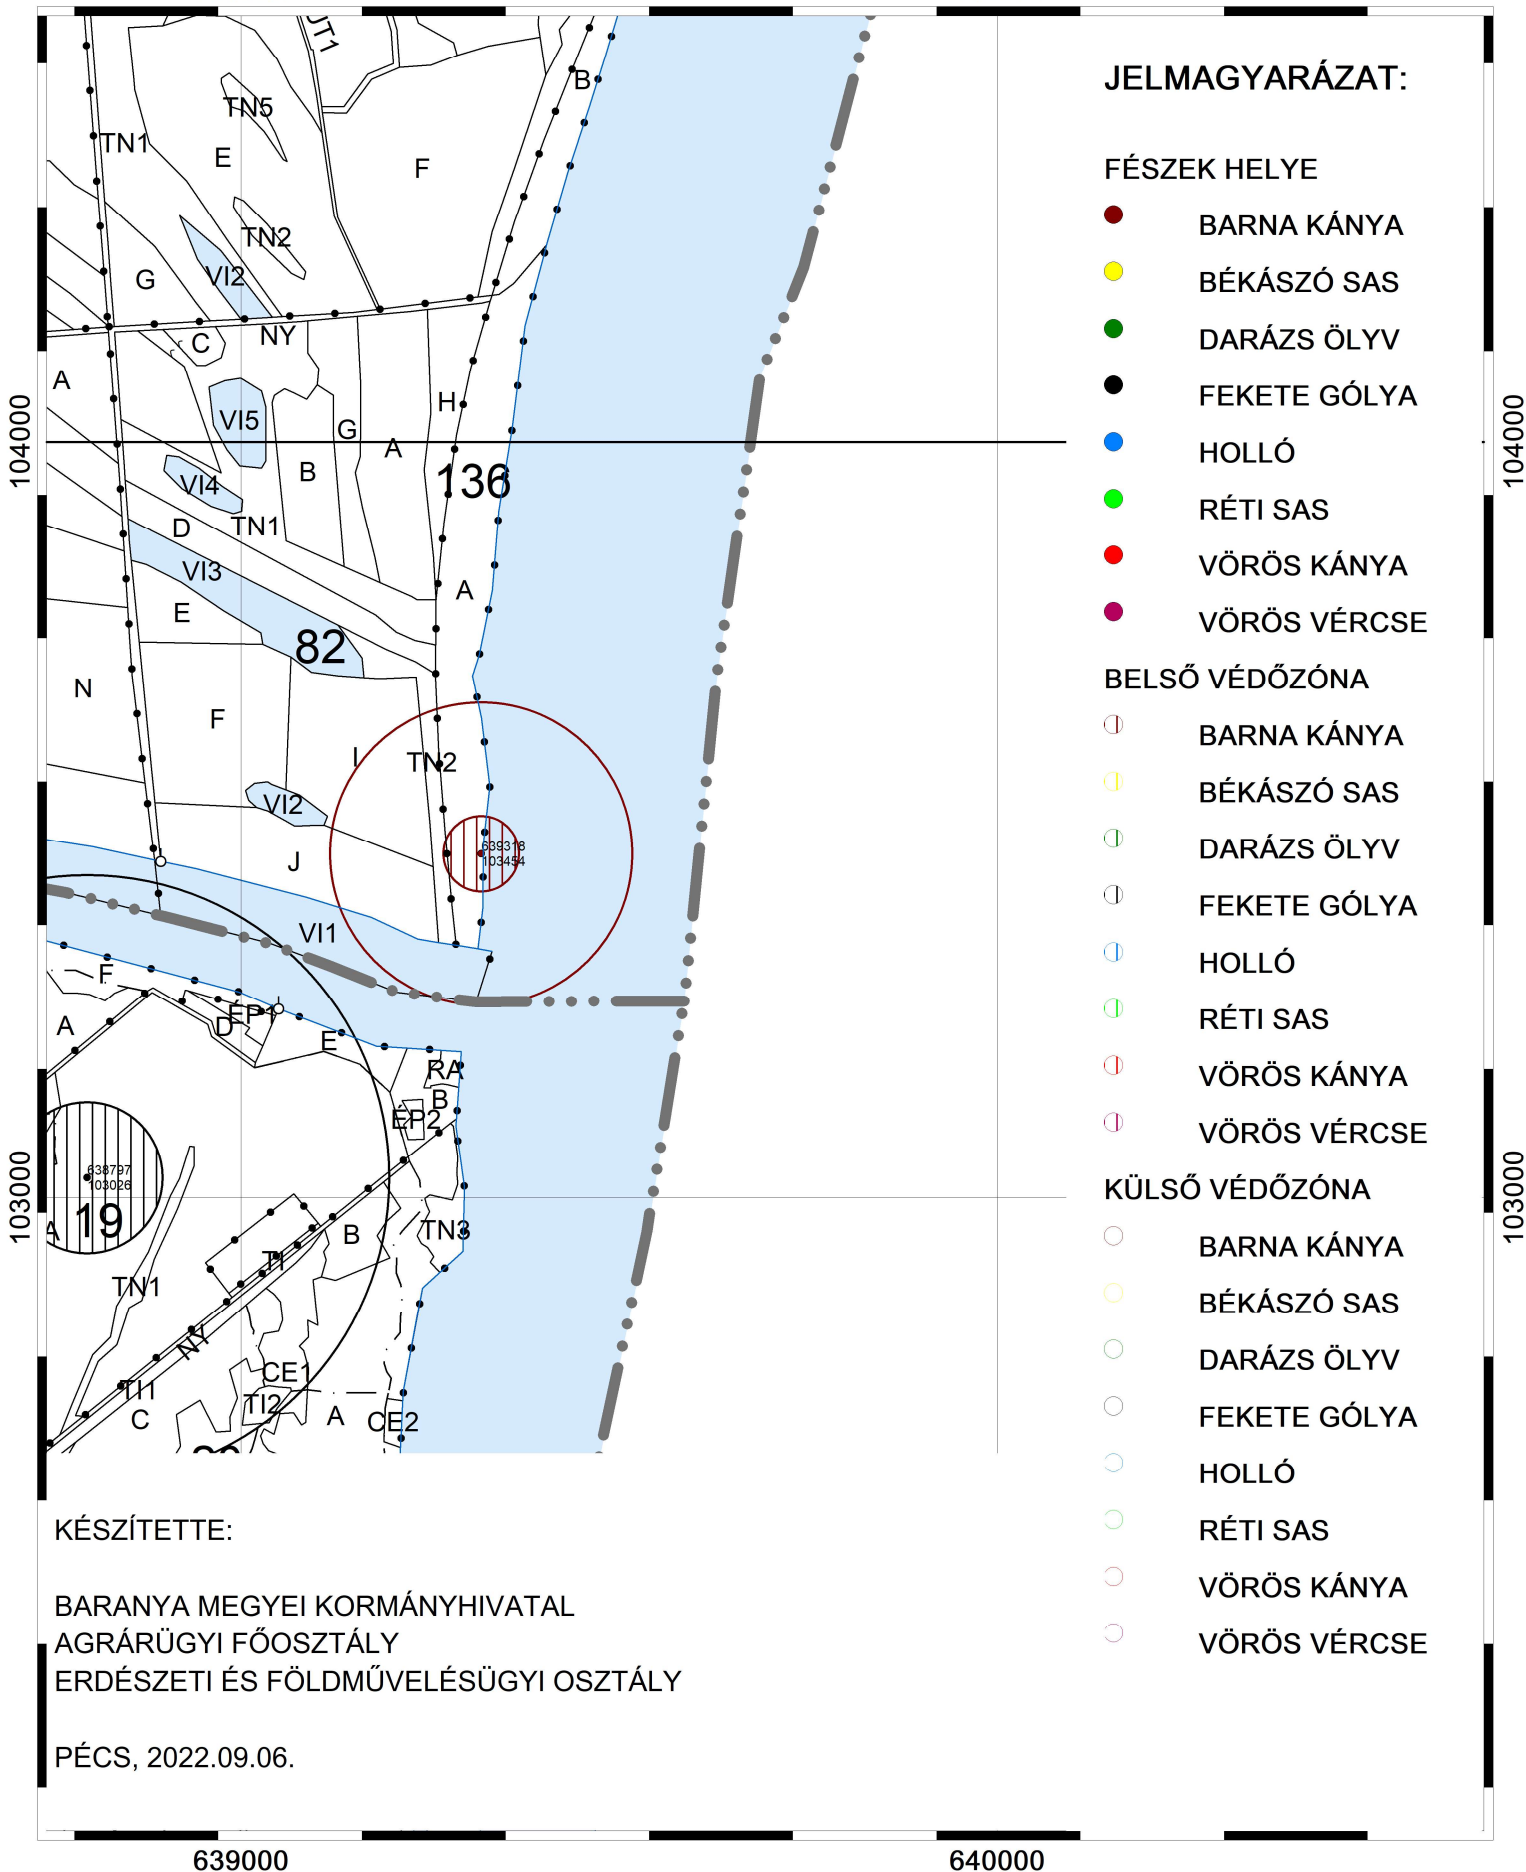 UT1
B
TN5
TN1
E
F
TN2
G
VI2
NY
C
A
H
VI5
G
A
B
136
VI4
D
TN1
VI3
A
E
82
N
F
I
TN2
VI2
J
639318
103454
VI1
F
ÉP1
D
A
E
RA
B
ÉP2
638797
103026
19
A
B
TN3
TI
TN1
NY
CE1
TI1
TI2
C
A
CE2
104000
103000
104000
103000
639000
640000
JELMAGYARÁZAT:
FÉSZEK HELYE
BARNA KÁNYA
BÉKÁSZÓ SAS
DARÁZS ÖLYV
FEKETE GÓLYA
HOLLÓ
RÉTI SAS
VÖRÖS KÁNYA
VÖRÖS VÉRCSE
BELSŐ VÉDŐZÓNA
BARNA KÁNYA
BÉKÁSZÓ SAS
DARÁZS ÖLYV
FEKETE GÓLYA
HOLLÓ
RÉTI SAS
VÖRÖS KÁNYA
VÖRÖS VÉRCSE
KÜLSŐ VÉDŐZÓNA
BARNA KÁNYA
BÉKÁSZÓ SAS
DARÁZS ÖLYV
FEKETE GÓLYA
HOLLÓ
RÉTI SAS
VÖRÖS KÁNYA
VÖRÖS VÉRCSE
KÉSZÍTETTE:
BARANYA MEGYEI KORMÁNYHIVATAL
AGRÁRÜGYI FŐOSZTÁLY
ERDÉSZETI ÉS FÖLDMŰVELÉSÜGYI OSZTÁLY
PÉCS, 2022.09.06.